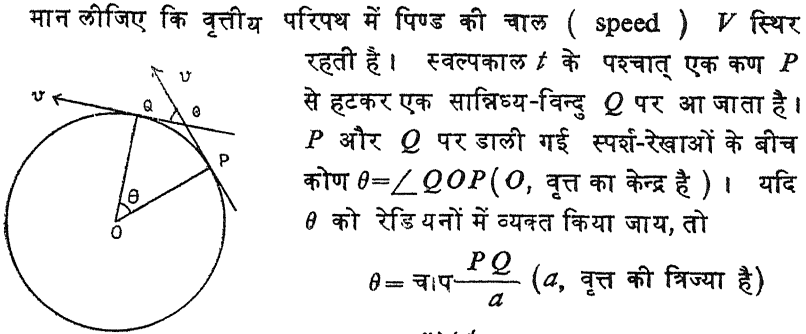 मान लीजिए कि वृत्तीय परिपथ में पिण्ड की चाल ( speed ) V स्थिर
रहती है। स्वल्पकाल t के पश्चात् एक कण P
से हटकर एक सान्निध्य-विन्दु Q पर आ जाता है।
P और Q पर डाली गई स्पर्श-रेखाओं के बीच
कोण θ=∠QOP(O, वृत्त का केन्द्र है)। यदि
θ को रेडियनों में व्यक्त किया जाय, तो
θ= चाप PQ/a (a, वृत्त की त्रिज्या है)
v
v
Q
θ
P
θ
O